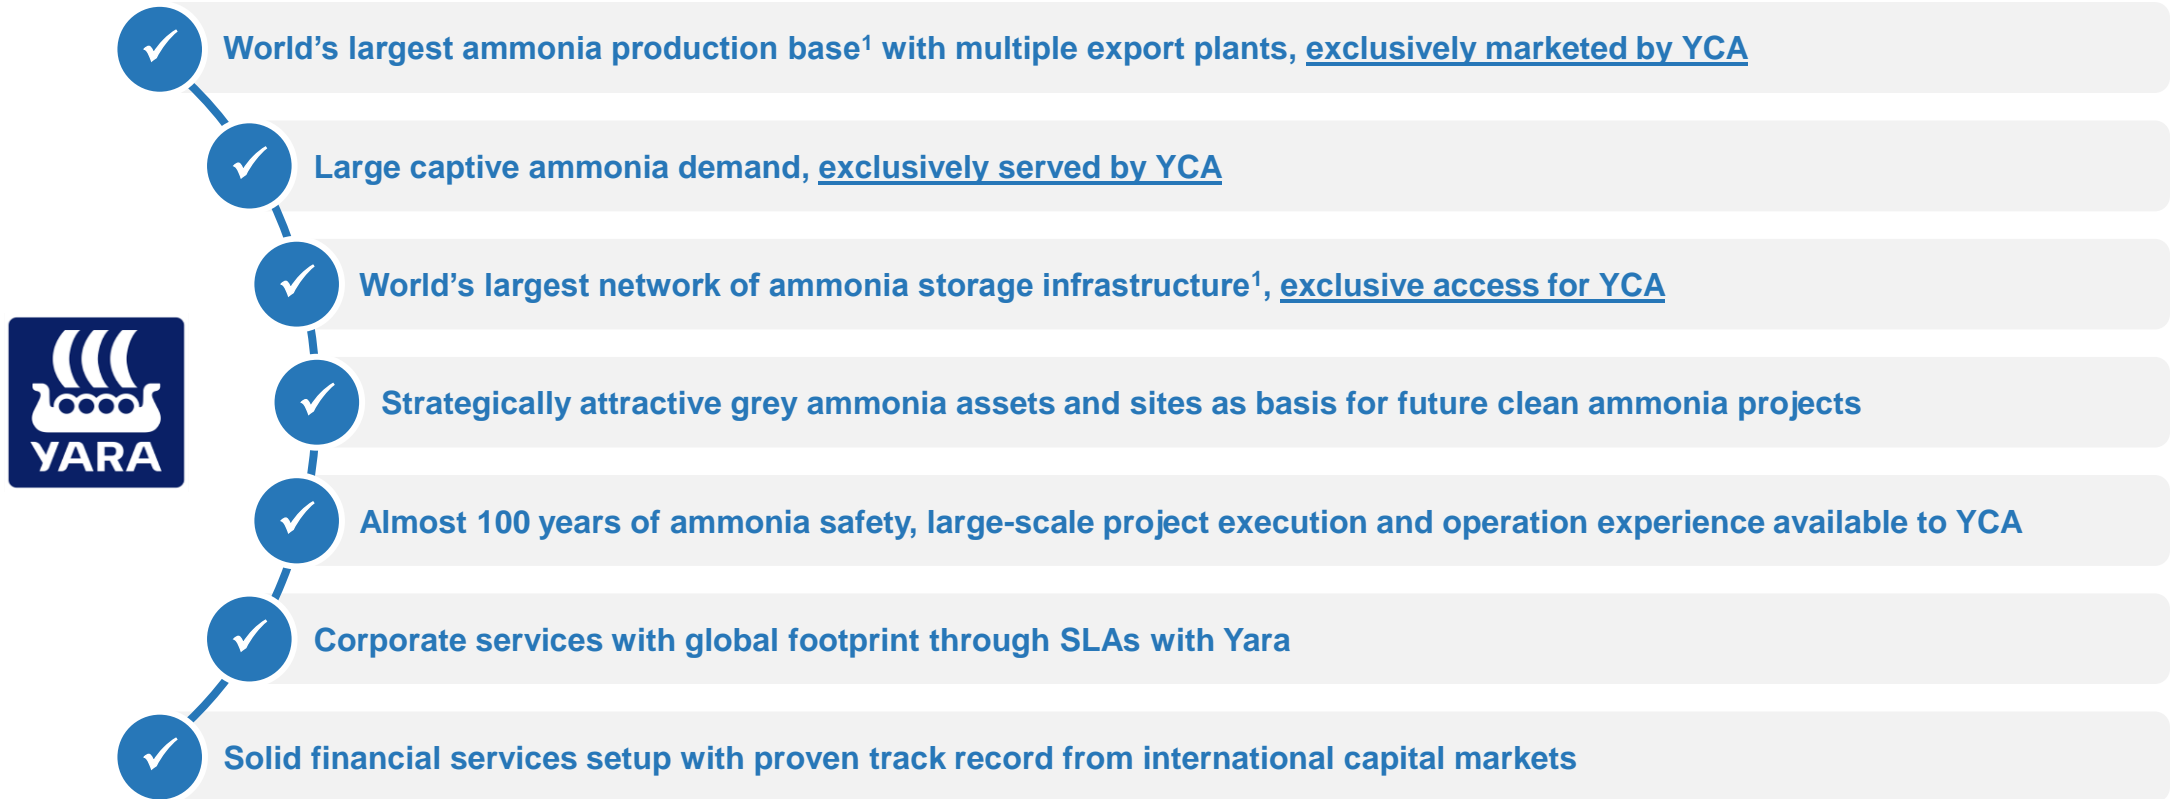 World’s largest ammonia production base¹ with multiple export plants, exclusively marketed by YCA
Large captive ammonia demand, exclusively served by YCA
World’s largest network of ammonia storage infrastructure¹, exclusive access for YCA
Strategically attractive grey ammonia assets and sites as basis for future clean ammonia projects
YARA
Almost 100 years of ammonia safety, large-scale project execution and operation experience available to YCA
Corporate services with global footprint through SLAs with Yara
Solid financial services setup with proven track record from international capital markets